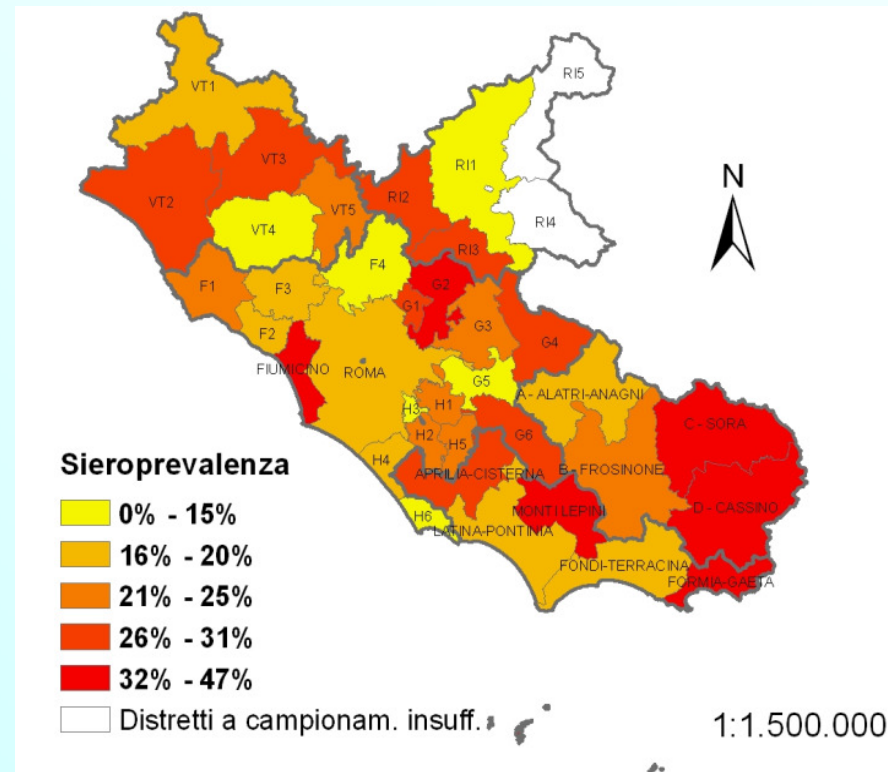 RI5
VT1
VT3
RI1
RI2
VT2
VT5
RI4
VT4
RI3
F4
F1
F3
G2
G1
G3
F2
G4
FIUMICINO
ROMA
G5
A - ALATRI-ANAGNI
H3
H1
C - SORA
H2
H5
G6
H4
APRILIA-CISTERNA
B - FROSINONE
D - CASSINO
MONTI LEPINI
H6
LATINA-PONTINIA
FONDI-TERRACINA
FORMIA-GAETA
N
Sieroprevalenza
0% - 15%
16% - 20%
21% - 25%
26% - 31%
32% - 47%
Distretti a campionam. insuff.
1:1.500.000